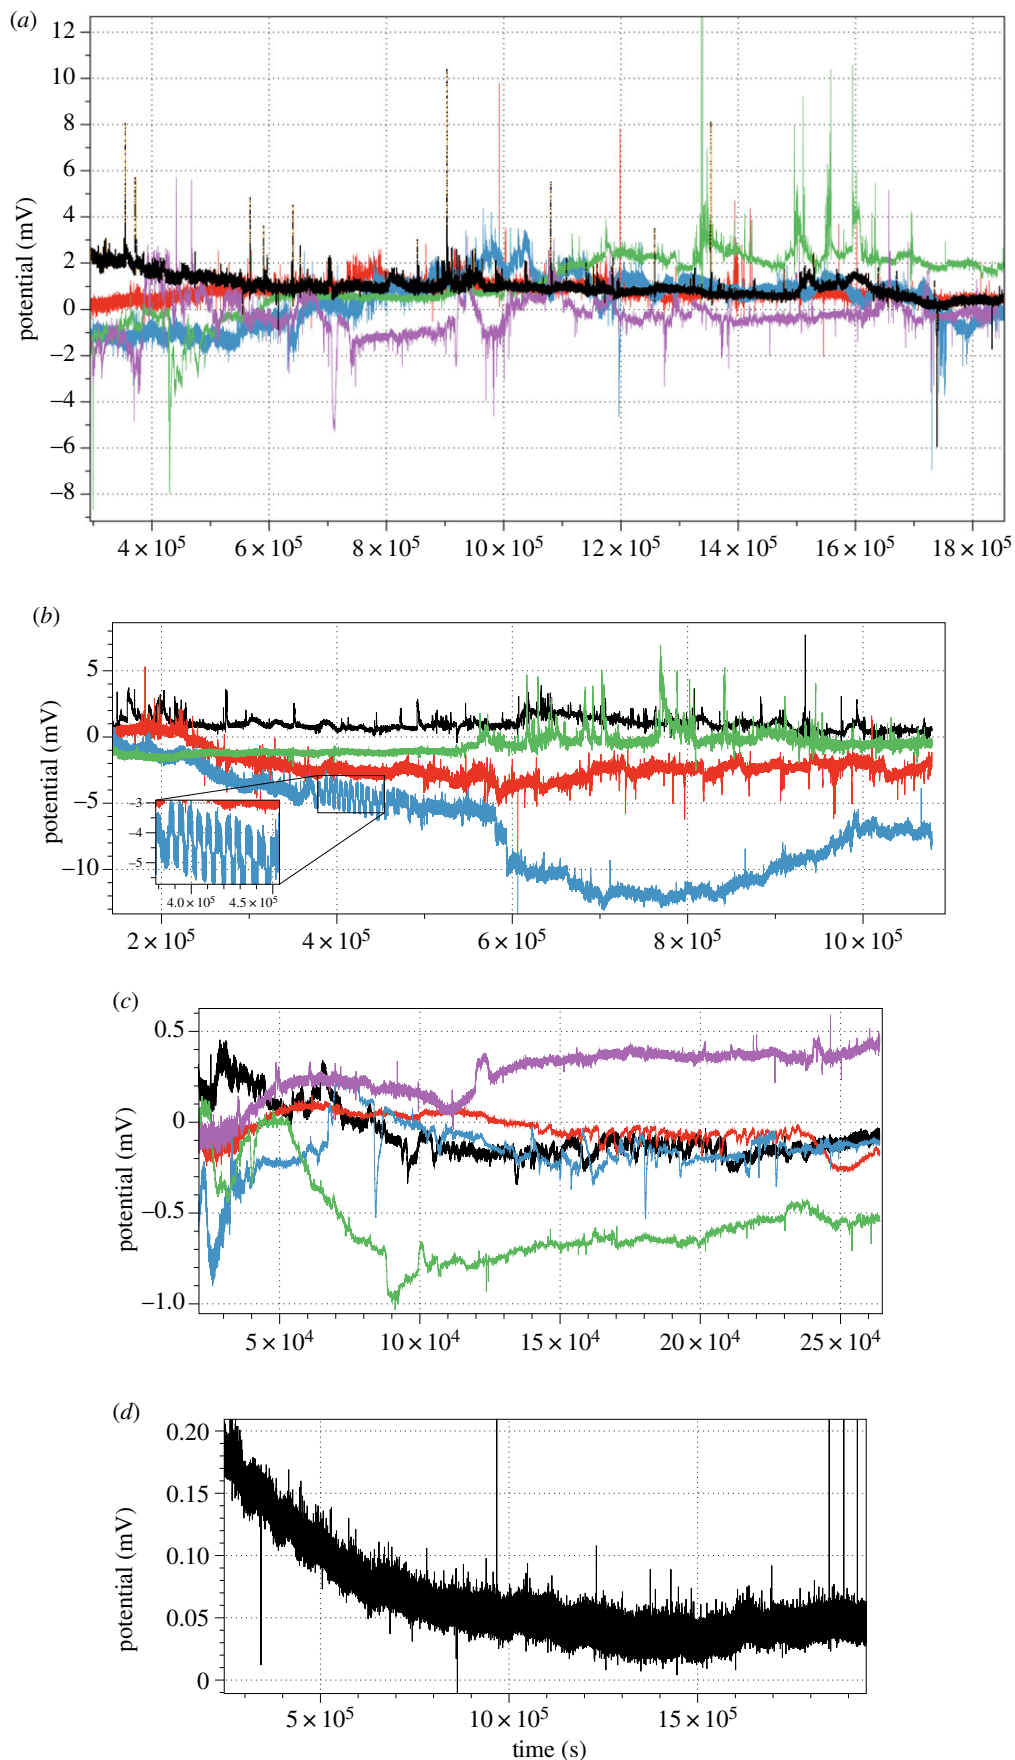 (a)
12
10
8
6
4
2
0
−2
−4
−6
−8
potential (mV)
4 × 10⁵ 6 × 10⁵ 8 × 10⁵ 10 × 10⁵ 12 × 10⁵ 14 × 10⁵ 16 × 10⁵ 18 × 10⁵
(b)
5
0
−5
−10
potential (mV)
−3
−4
−5
4.0 × 10⁵ 4.5 × 10⁵
2 × 10⁵ 4 × 10⁵ 6 × 10⁵ 8 × 10⁵ 10 × 10⁵
(c)
0.5
0
−0.5
−1.0
potential (mV)
5 × 10⁴ 10 × 10⁴ 15 × 10⁴ 20 × 10⁴ 25 × 10⁴
(d)
0.20
0.15
0.10
0.05
0
potential (mV)
5 × 10⁵ 10 × 10⁵ 15 × 10⁵
time (s)